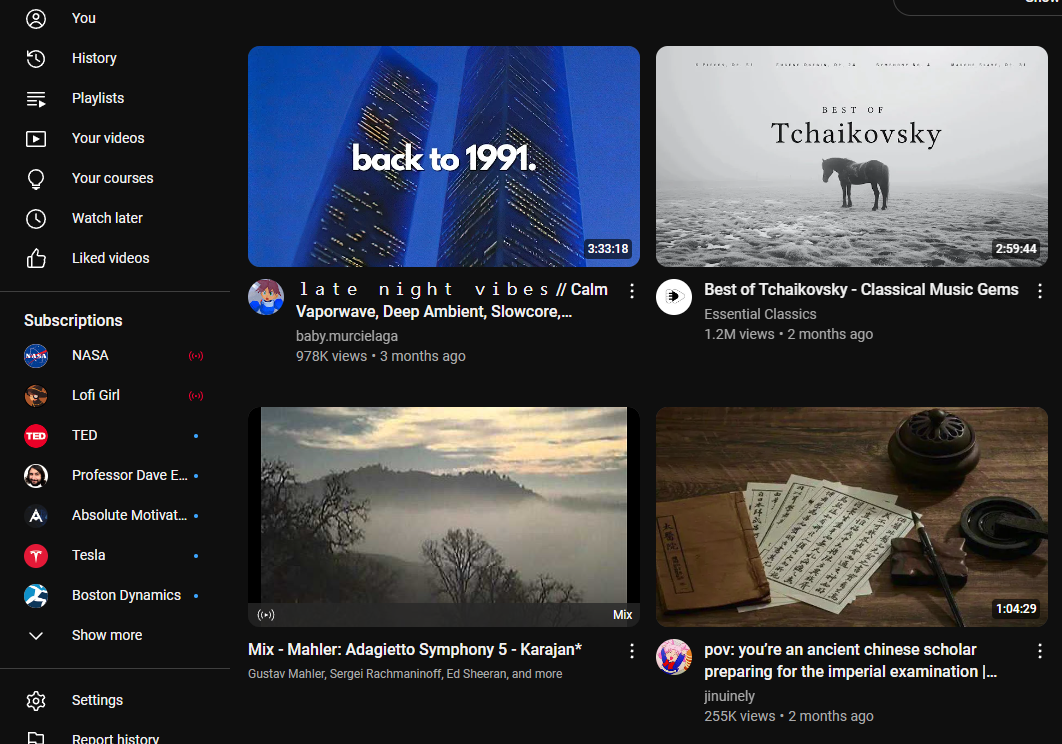 Show
You
History
Playlists
Your videos
Your courses
Watch later
Liked videos
Subscriptions
NASA
Lofi Girl
TED
TED
Professor Dave E...
Absolute Motivat...
Tesla
Boston Dynamics
Show more
Settings
Report history
back to 1991.
3:33:18
l a t e n i g h t v i b e s // Calm
Vaporwave, Deep Ambient, Slowcore,...
baby.murcielaga
978K views • 3 months ago
BEST OF
Tchaikovsky
2:59:44
Best of Tchaikovsky - Classical Music Gems
Essential Classics
1.2M views • 2 months ago
Mix
Mix - Mahler: Adagietto Symphony 5 - Karajan*
Gustav Mahler, Sergei Rachmaninoff, Ed Sheeran, and more
1:04:29
pov: you’re an ancient chinese scholar
preparing for the imperial examination |...
jinuinely
255K views • 2 months ago